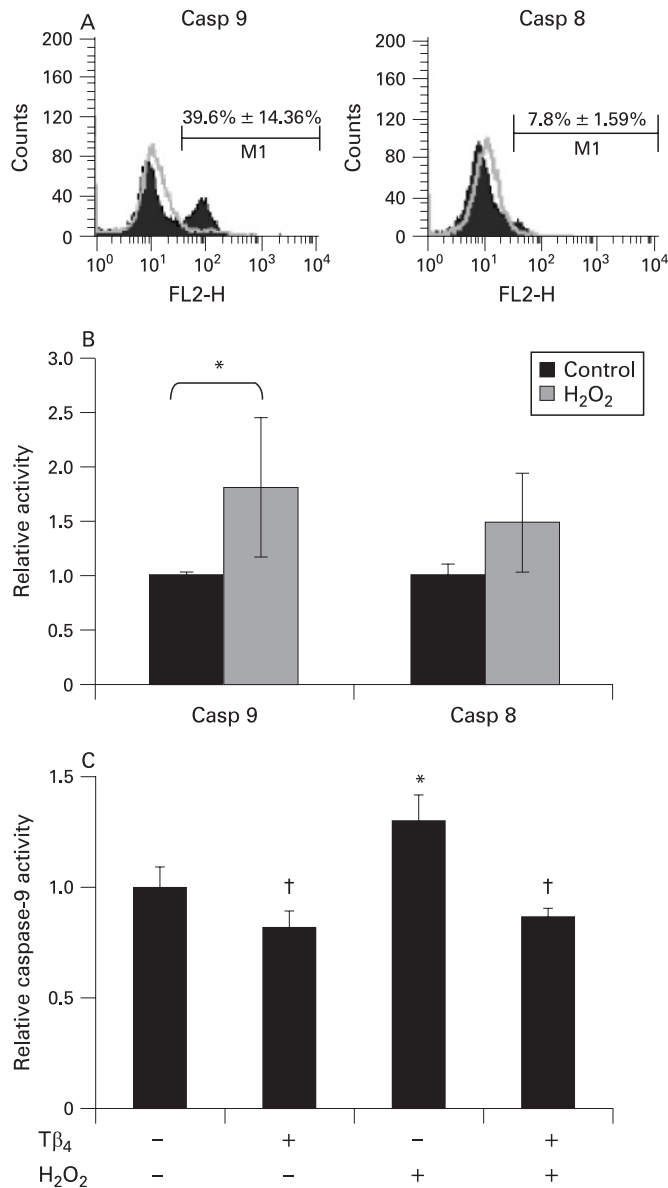 A
Casp 9
Casp 8
200
160
120
80
40
0
Counts
39.6% ± 14.36%
M1
10⁰ 10¹ 10² 10³ 10⁴
FL2-H
200
160
120
80
40
0
Counts
7.8% ± 1.59%
M1
10⁰ 10¹ 10² 10³ 10⁴
FL2-H
B
3.0
2.5
2.0
1.5
1.0
0.5
0
Relative activity
*
Control
H₂O₂
Casp 9
Casp 8
C
1.5
1.0
0.5
0
Relative caspase-9 activity
†
*
†
Tβ₄ – + – +
H₂O₂ – – + +